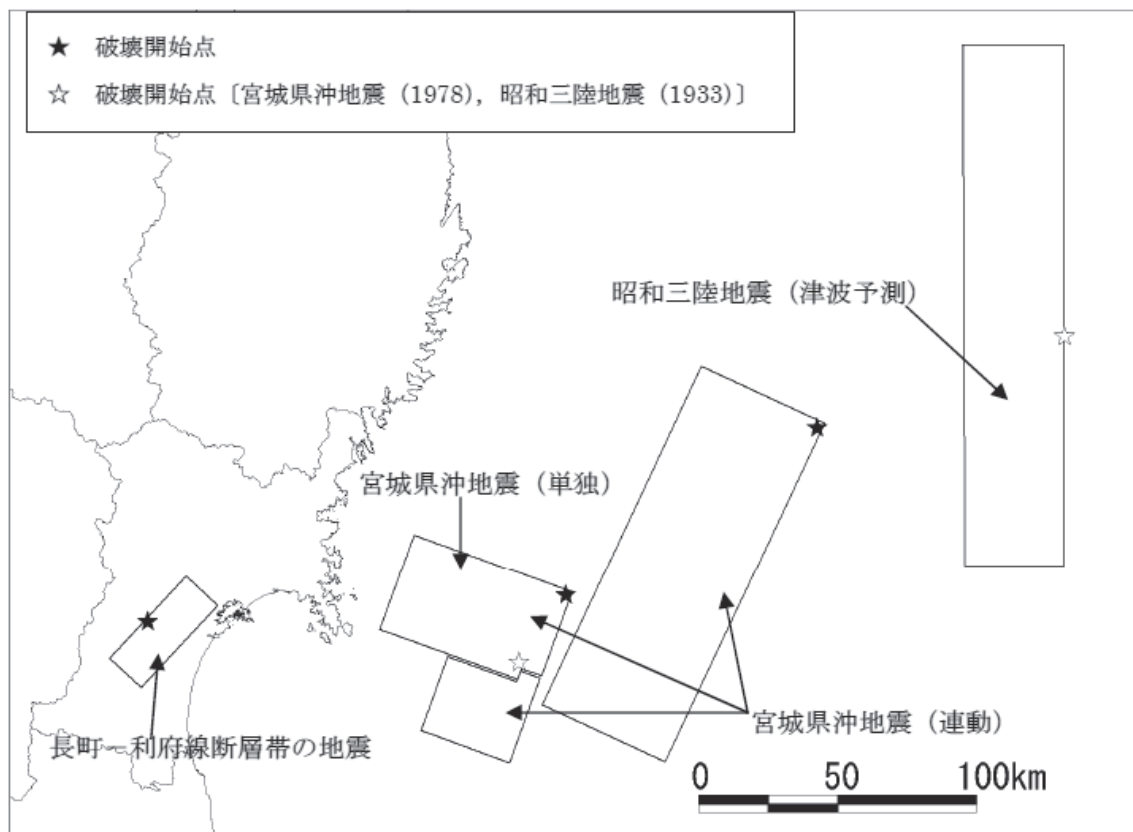 ★ 破壊開始点
☆ 破壊開始点〔宮城県沖地震（1978），昭和三陸地震（1933）〕
昭和三陸地震（津波予測）
宮城県沖地震（単独）
宮城県沖地震（連動）
長町－利府線断層帯の地震
0 50 100km